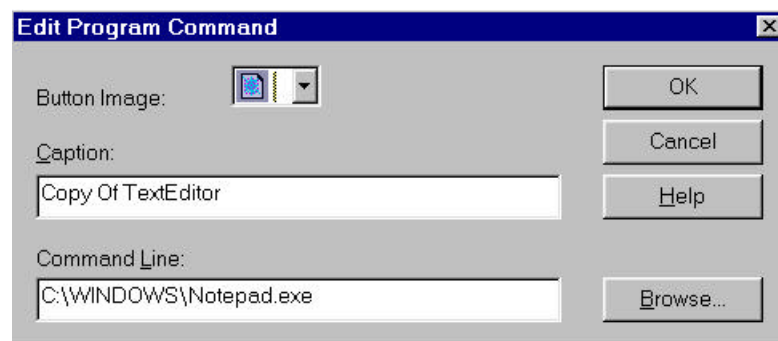 Edit Program Command
Button Image:
OK
Caption:
Cancel
Copy Of TextEditor
Help
Command Line:
C:\WINDOWS\Notepad.exe
Browse...